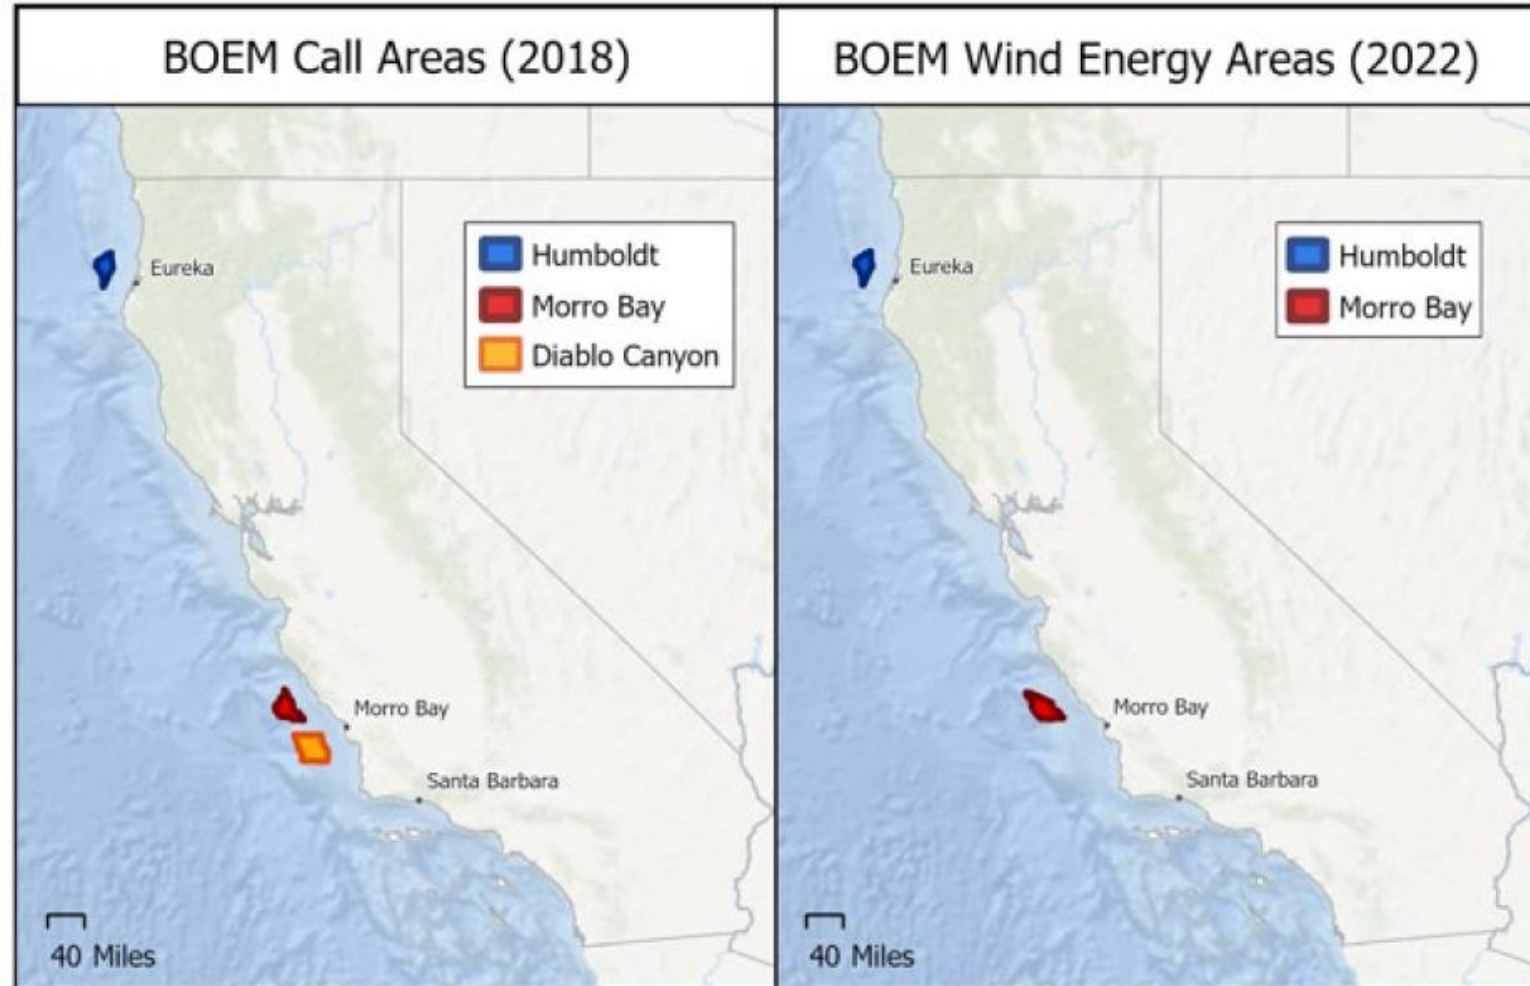 BOEM Call Areas (2018)
Humboldt
Morro Bay
Diablo Canyon
Eureka
Morro Bay
Santa Barbara
40 Miles
BOEM Wind Energy Areas (2022)
Humboldt
Morro Bay
Eureka
Morro Bay
Santa Barbara
40 Miles